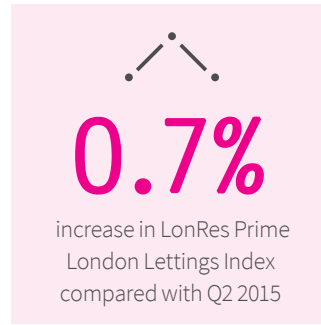 0.7%
increase in LonRes Prime
London Lettings Index
compared with Q2 2015